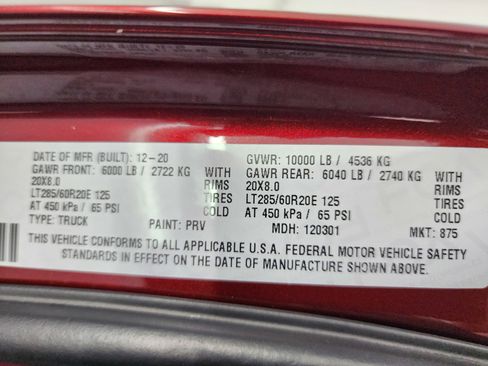 DATE OF MFR (BUILT): 12-20 GVWR: 10000 LB / 4536 KG
GAWR FRONT: 6000 LB / 2722 KG WITH GAWR REAR: 6040 LB / 2740 KG WITH
20X8.0 RIMS 20X8.0 RIMS
LT285/60R20E 125 TIRES LT285/60R20E 125 TIRES
AT 450 kPa / 65 PSI COLD AT 450 kPa / 65 PSI COLD
TYPE: TRUCK PAINT: PRV MDH: 120301 MKT: 875
THIS VEHICLE CONFORMS TO ALL APPLICABLE U.S.A. FEDERAL MOTOR VEHICLE SAFETY
STANDARDS IN EFFECT ON THE DATE OF MANUFACTURE SHOWN ABOVE.